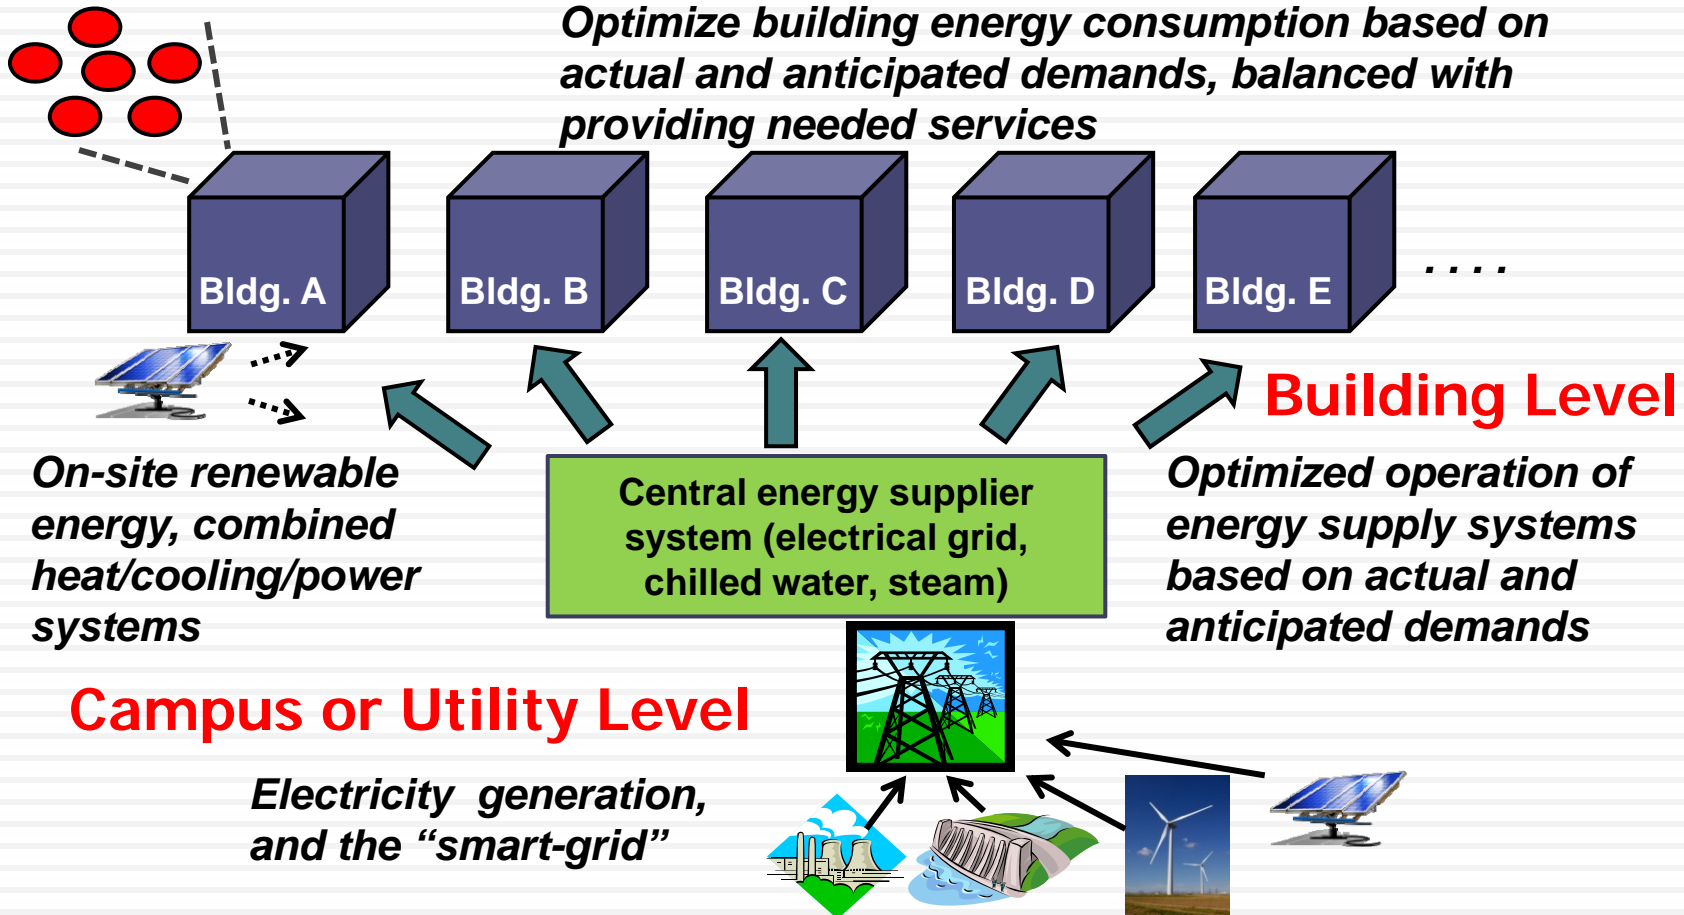 Optimize building energy consumption based on
actual and anticipated demands, balanced with
providing needed services
Bldg. A
Bldg. B
Bldg. C
Bldg. D
Bldg. E
. . . .
Building Level
On-site renewable
energy, combined
heat/cooling/power
systems
Central energy supplier
system (electrical grid,
chilled water, steam)
Optimized operation of
energy supply systems
based on actual and
anticipated demands
Campus or Utility Level
Electricity  generation,
and the “smart-grid”